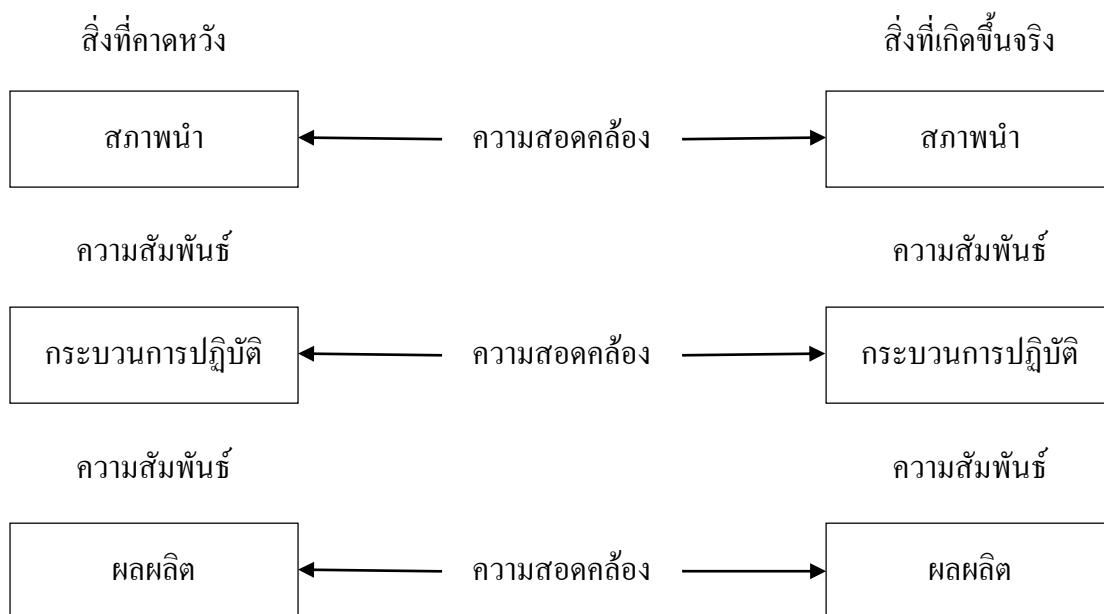 สิ่งที่คาดหวัง สิ่งที่เกิดขึ้นจริง
สภาพนำ ความสอดคล้อง สภาพนำ
ความสัมพันธ์ ความสัมพันธ์
กระบวนการปฏิบัติ ความสอดคล้อง กระบวนการปฏิบัติ
ความสัมพันธ์ ความสัมพันธ์
ผลผลิต ความสอดคล้อง ผลผลิต